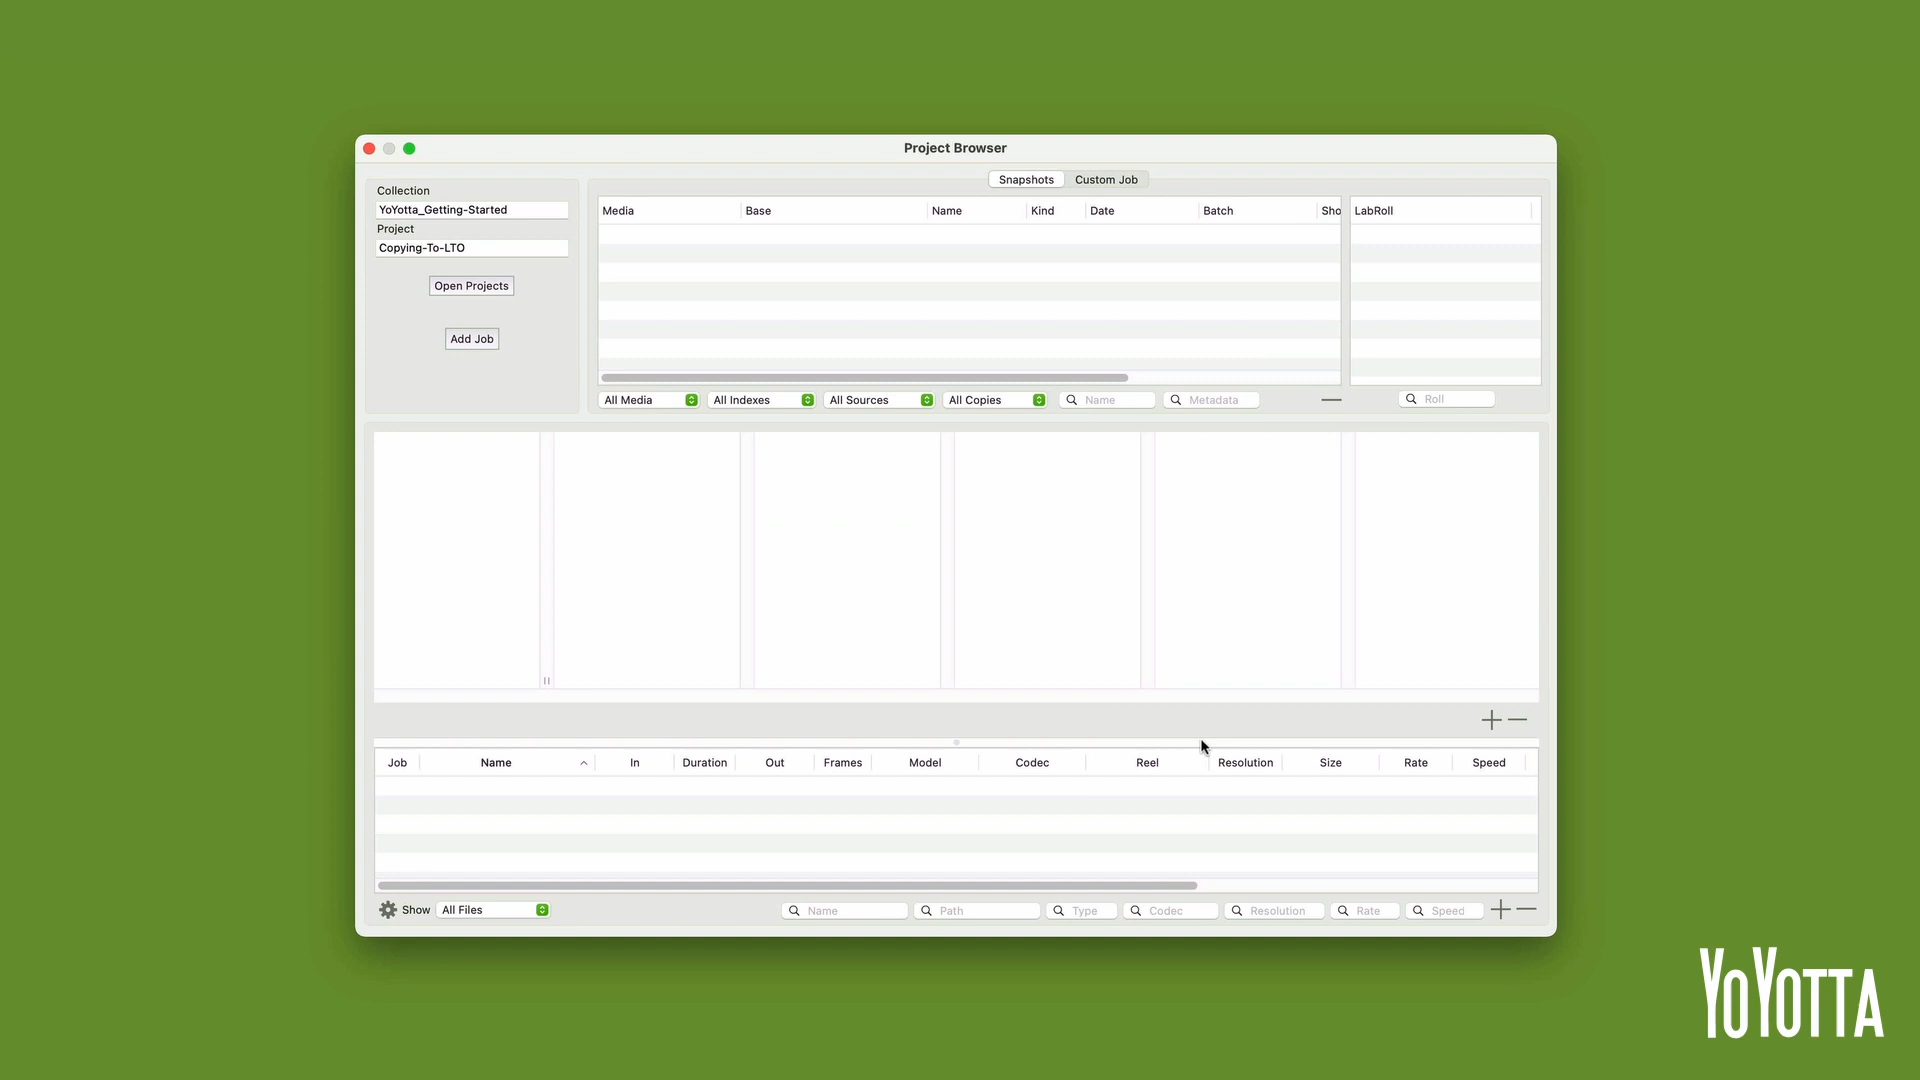 Project Browser
Collection
YoYotta_Getting-Started
Project
Copying-To-LTO
Open Projects
Add Job
Snapshots Custom Job
Media Base Name Kind Date Batch Sho LabRoll
All Media All Indexes All Sources All Copies Name Metadata Roll
Job Name In Duration Out Frames Model Codec Reel Resolution Size Rate Speed
Show All Files Name Path Type Codec Resolution Rate Speed
YOYOTTA